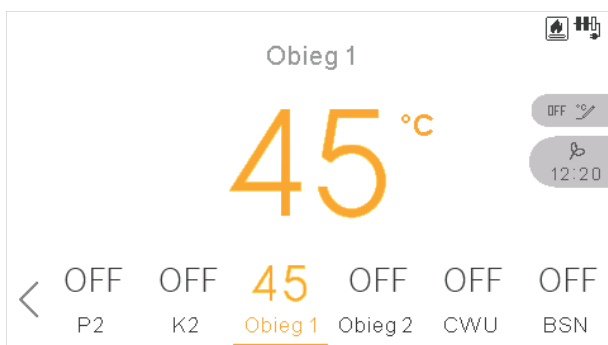 Obieg 1
45 °C
OFF °C
12:20
OFF OFF 45 OFF OFF OFF
P2 K2 Obieg 1 Obieg 2 CWU BSN